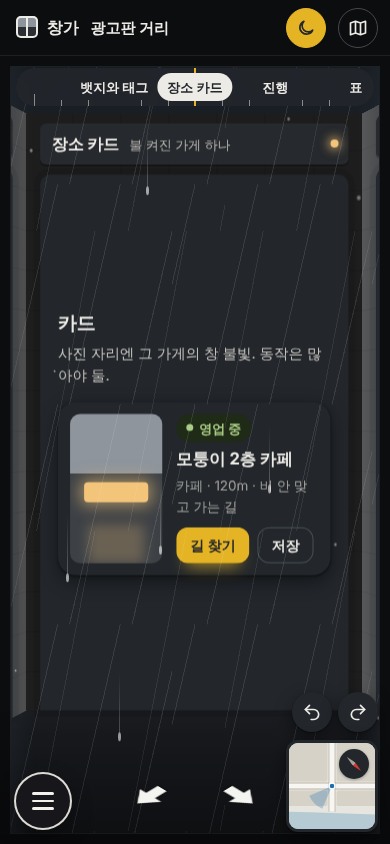 창가 광고판 거리
뱃지와 태그 장소 카드 진행 표
장소 카드 불 켜진 가게 하나
카드
사진 자리엔 그 가게의 창 불빛. 동작은 많
아야 둘.
영업 중
모퉁이 2층 카페
카페 · 120m · 비 안 맞
고 가는 길
길 찾기 저장